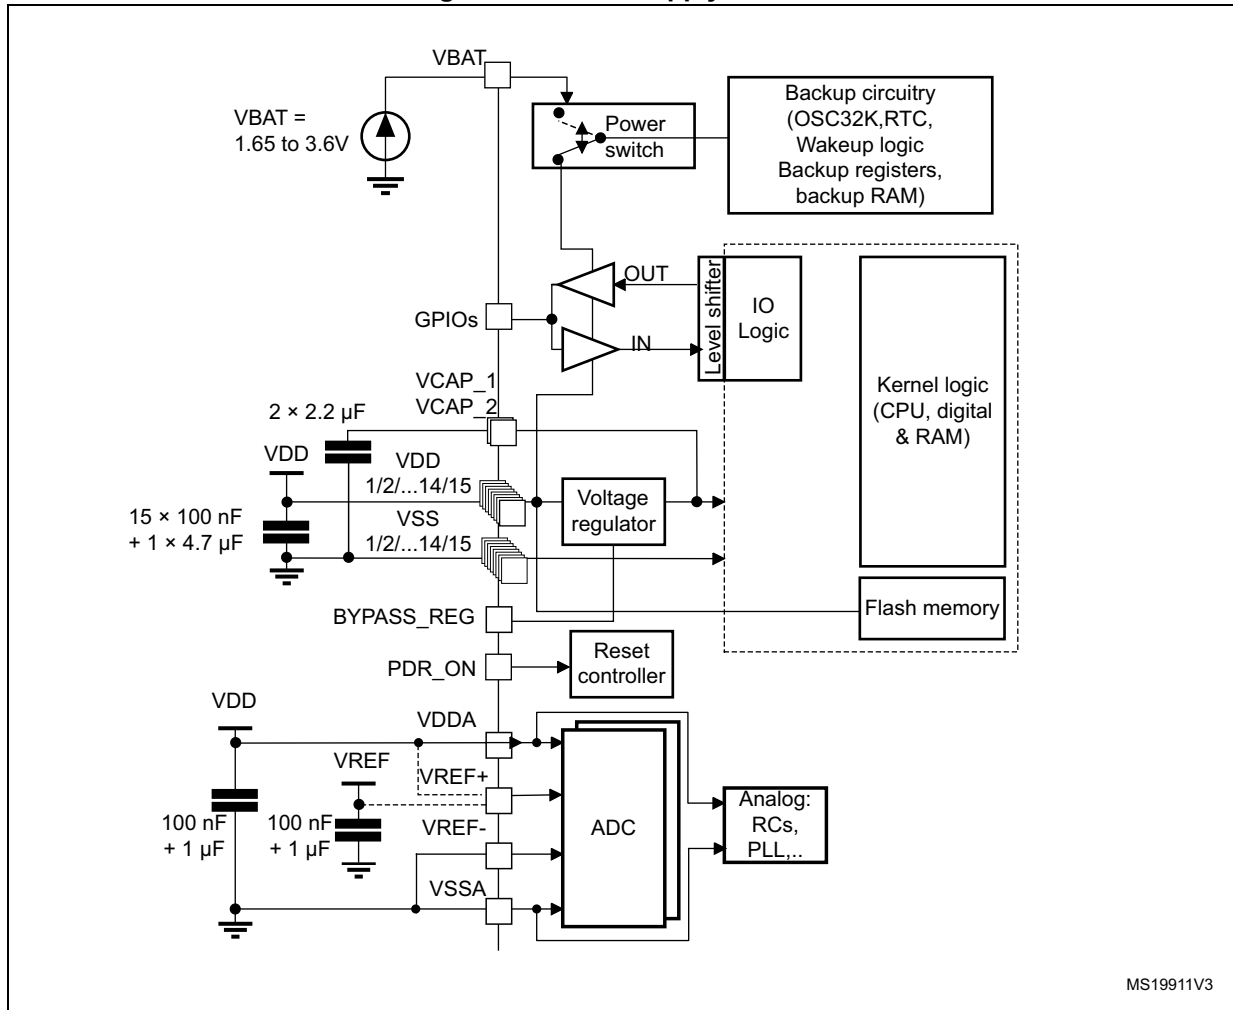 VBAT
VBAT =
1.65 to 3.6V
Power
switch
Backup circuitry
(OSC32K,RTC,
Wakeup logic
Backup registers,
backup RAM)
OUT
Level shifter
IO
Logic
GPIOs
IN
Kernel logic
(CPU, digital
& RAM)
VCAP_1
VCAP_2
2 × 2.2 µF
VDD
VDD
1/2/...14/15
Voltage
regulator
15 × 100 nF
+ 1 × 4.7 µF
VSS
1/2/...14/15
Flash memory
BYPASS_REG
PDR_ON
Reset
controller
VDD
VDDA
VREF
VREF+
100 nF
+ 1 µF
100 nF
+ 1 µF
VREF-
ADC
Analog:
RCs,
PLL,..
VSSA
MS19911V3